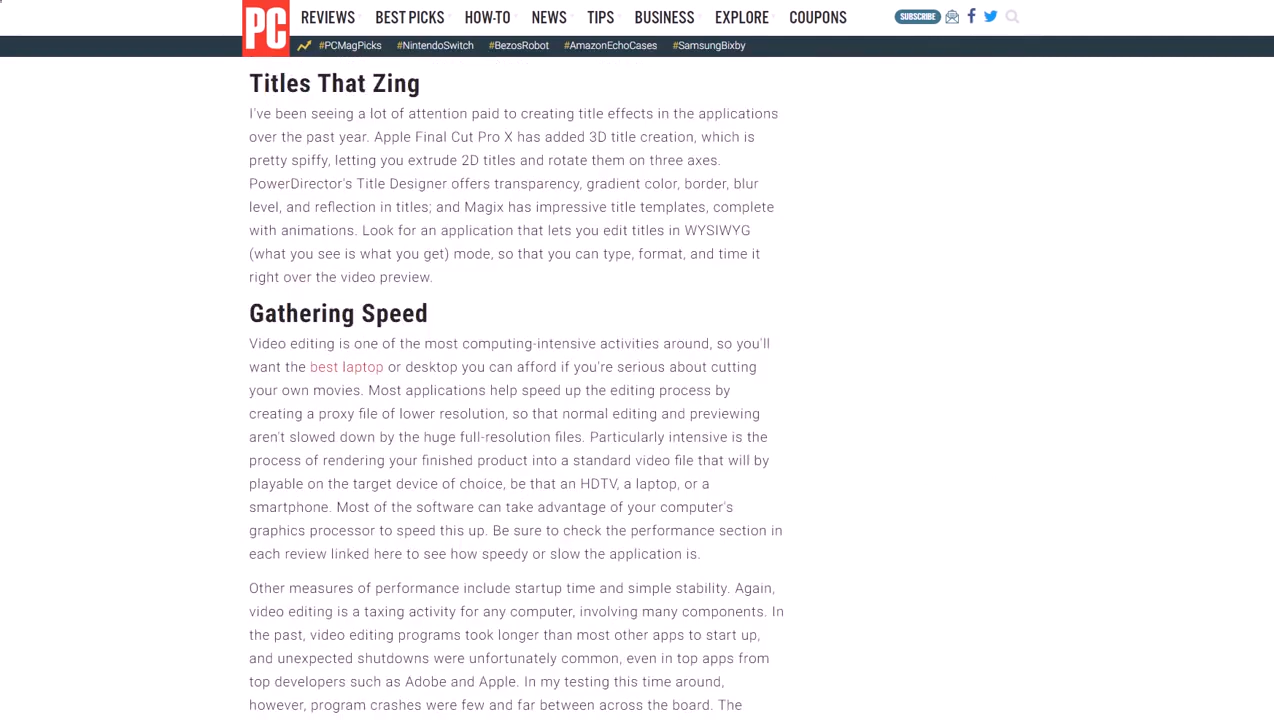 PC
REVIEWS BEST PICKS HOW-TO NEWS TIPS BUSINESS EXPLORE COUPONS SUBSCRIBE
#PCMagPicks #NintendoSwitch #BezosRobot #AmazonEchoCases #SamsungBixby
Titles That Zing
I've been seeing a lot of attention paid to creating title effects in the applications
over the past year. Apple Final Cut Pro X has added 3D title creation, which is
pretty spiffy, letting you extrude 2D titles and rotate them on three axes.
PowerDirector's Title Designer offers transparency, gradient color, border, blur
level, and reflection in titles; and Magix has impressive title templates, complete
with animations. Look for an application that lets you edit titles in WYSIWYG
(what you see is what you get) mode, so that you can type, format, and time it
right over the video preview.
Gathering Speed
Video editing is one of the most computing-intensive activities around, so you'll
want the best laptop or desktop you can afford if you're serious about cutting
your own movies. Most applications help speed up the editing process by
creating a proxy file of lower resolution, so that normal editing and previewing
aren't slowed down by the huge full-resolution files. Particularly intensive is the
process of rendering your finished product into a standard video file that will by
playable on the target device of choice, be that an HDTV, a laptop, or a
smartphone. Most of the software can take advantage of your computer's
graphics processor to speed this up. Be sure to check the performance section in
each review linked here to see how speedy or slow the application is.
Other measures of performance include startup time and simple stability. Again,
video editing is a taxing activity for any computer, involving many components. In
the past, video editing programs took longer than most other apps to start up,
and unexpected shutdowns were unfortunately common, even in top apps from
top developers such as Adobe and Apple. In my testing this time around,
however, program crashes were few and far between across the board. The